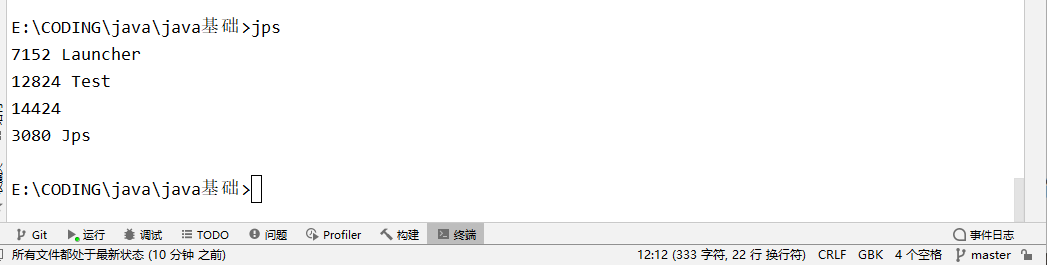 E:\CODING\java\java基础>jps
7152 Launcher
12824 Test
14424
3080 Jps
E:\CODING\java\java基础>
Git 运行 调试 TODO 问题 Profiler 构建 终端 事件日志
所有文件都处于最新状态 (10 分钟 之前) 12:12 (333 字符, 22 行 换行符) CRLF GBK 4 个空格 master